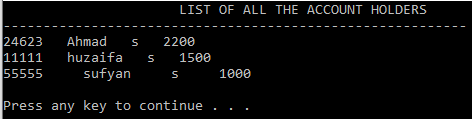 LIST OF ALL THE ACCOUNT HOLDERS
------------------------------------------------------------
24623   Ahmad   s   2200
11111   huzaifa   s   1500
55555     sufyan      s     1000
Press any key to continue . . .